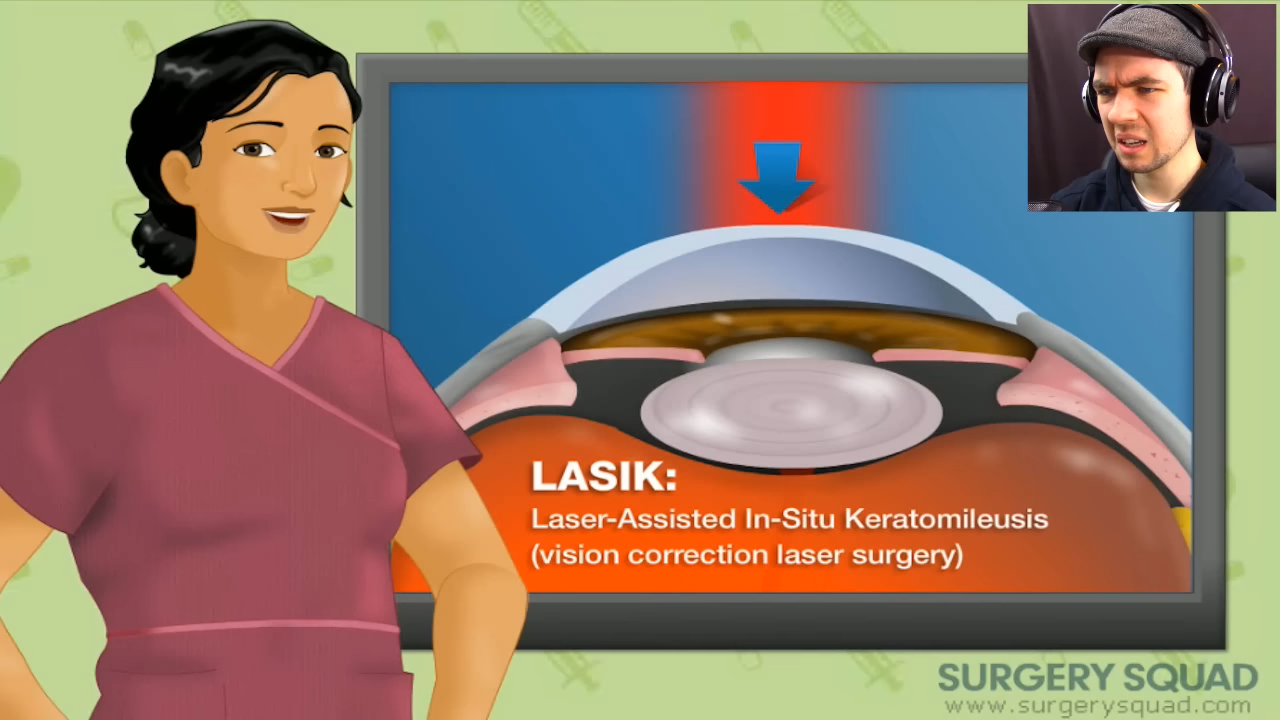 LASIK:
Laser-Assisted In-Situ Keratomileusis
(vision correction laser surgery)
SURGERY SQUAD
www.surgerysquad.com